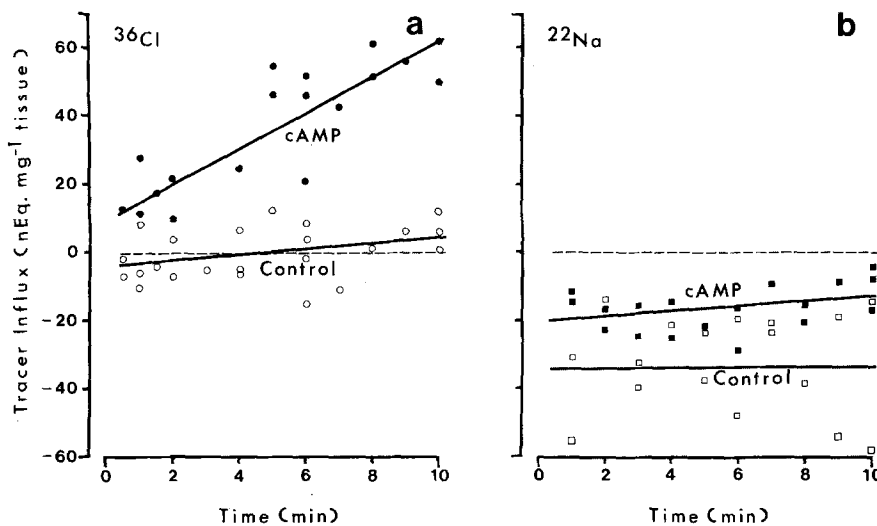 ³⁶Cl
a
cAMP
Control
60
40
20
0
-20
-40
-60
0 2 4 6 8 10
Time (min)
Tracer Influx (nEq. mg⁻¹ tissue)
²²Na
b
cAMP
Control
0 2 4 6 8 10
Time (min)